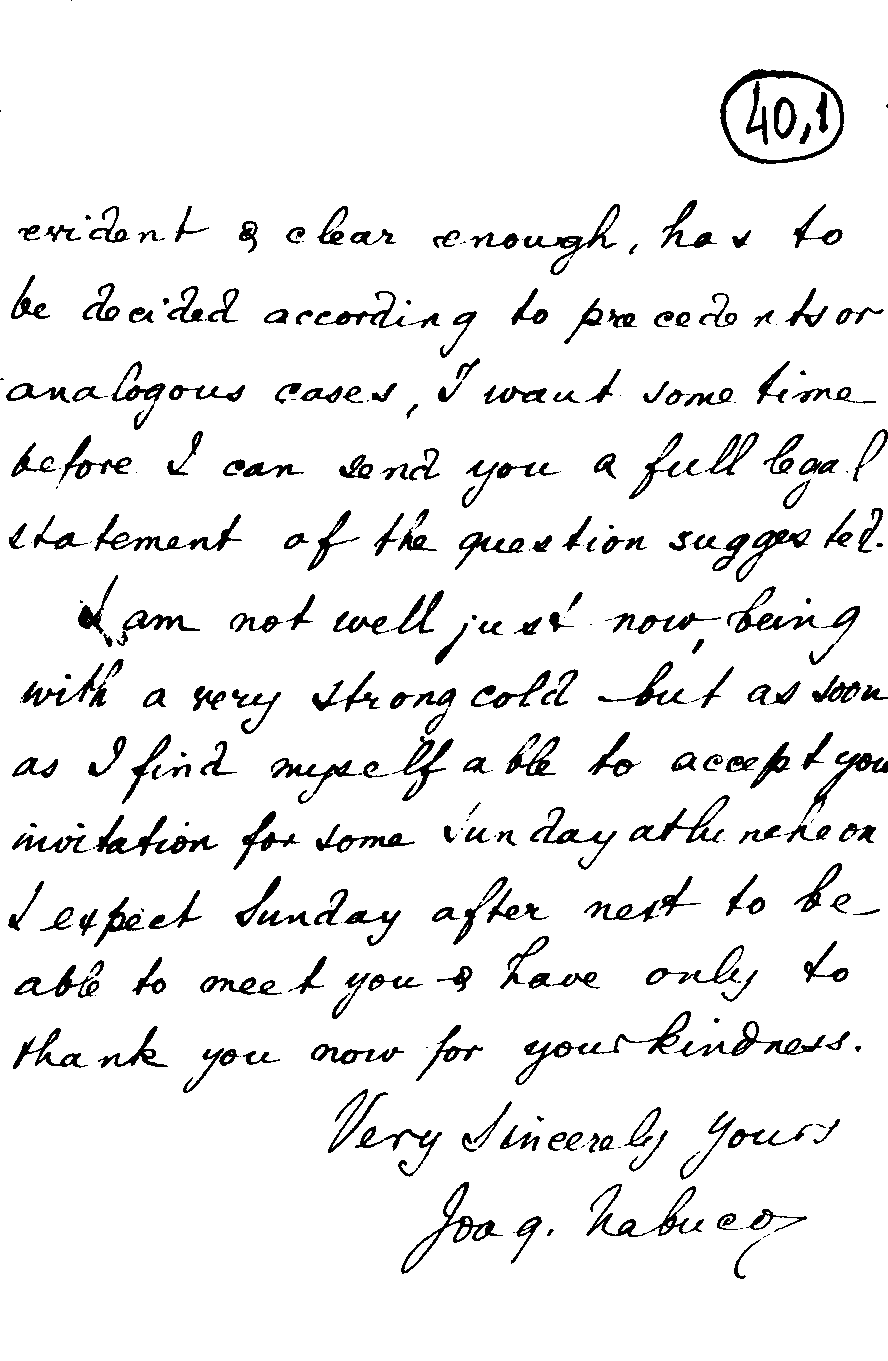 40,1
evident & clear enough, has to
be decided according to precedents or
analogous cases, I want some time
before I can send you a full legal
statement of the question suggested.
I am not well just now, being
with a very strong cold – but as soon
as I find myself able to accept you
invitation for some Sunday at luncheon
I expect Sunday after next to be
able to meet you & have only to
thank you now for your kindness.
Very Sincerely Yours
Joaq. Nabuco